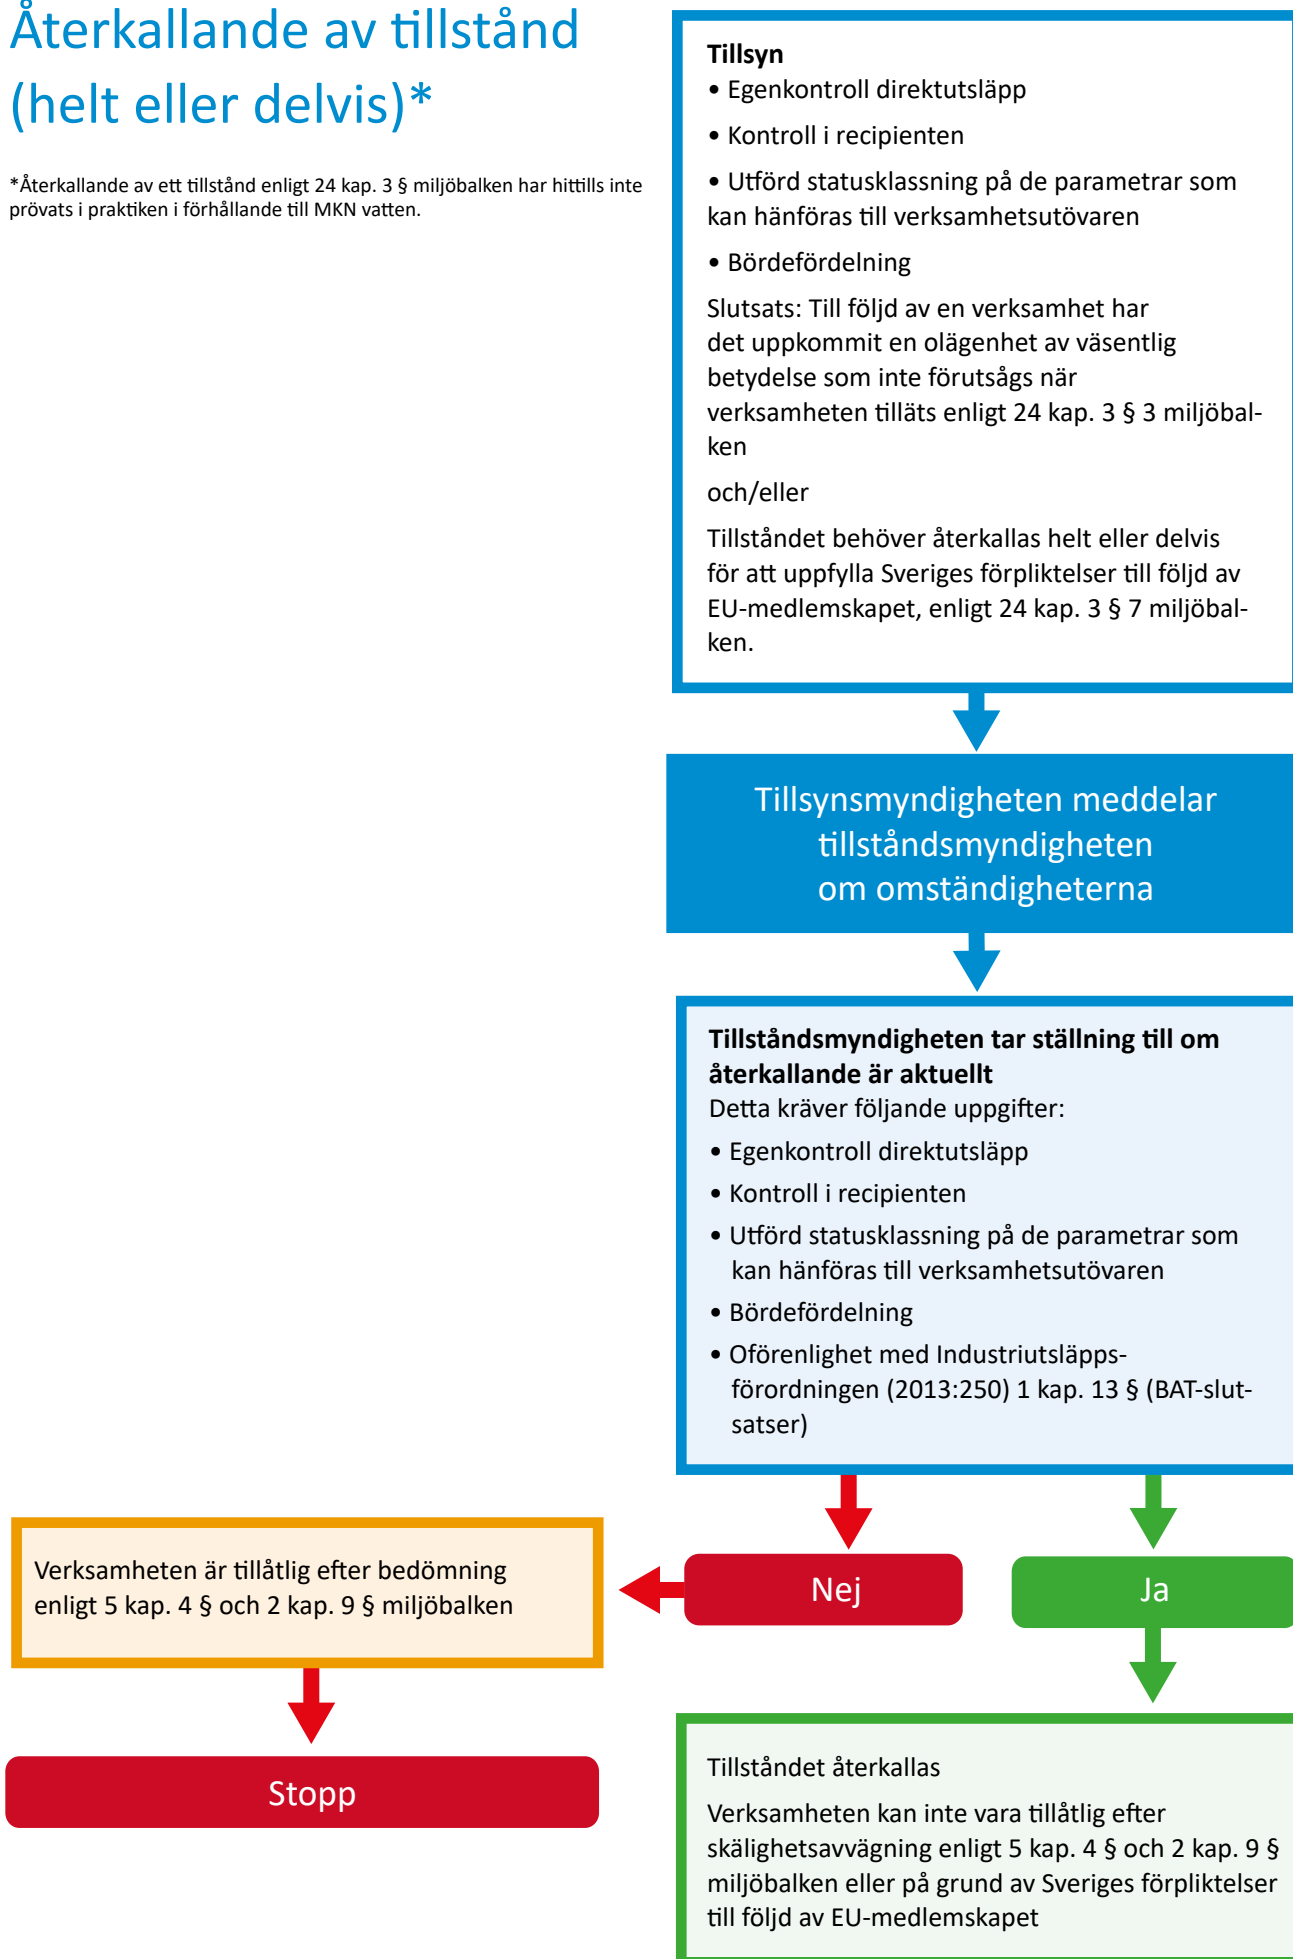 Återkallande av tillstånd
(helt eller delvis)*
*Återkallande av ett tillstånd enligt 24 kap. 3 § miljöbalken har hittills inte
prövats i praktiken i förhållande till MKN vatten.
Tillsyn
• Egenkontroll direktutsläpp
• Kontroll i recipienten
• Utförd statusklassning på de parametrar som
kan hänföras till verksamhetsutövaren
• Bördefördelning
Slutsats: Till följd av en verksamhet har
det uppkommit en olägenhet av väsentlig
betydelse som inte förutsågs när
verksamheten tilläts enligt 24 kap. 3 § 3 miljöbal-
ken
och/eller
Tillståndet behöver återkallas helt eller delvis
för att uppfylla Sveriges förpliktelser till följd av
EU-medlemskapet, enligt 24 kap. 3 § 7 miljöbal-
ken.
Tillsynsmyndigheten meddelar
tillståndsmyndigheten
om omständigheterna
Tillståndsmyndigheten tar ställning till om
återkallande är aktuellt
Detta kräver följande uppgifter:
• Egenkontroll direktutsläpp
• Kontroll i recipienten
• Utförd statusklassning på de parametrar som
kan hänföras till verksamhetsutövaren
• Bördefördelning
• Oförenlighet med Industriutsläpps-
förordningen (2013:250) 1 kap. 13 § (BAT-slut-
satser)
Nej
Ja
Verksamheten är tillåtlig efter bedömning
enligt 5 kap. 4 § och 2 kap. 9 § miljöbalken
Stopp
Tillståndet återkallas
Verksamheten kan inte vara tillåtlig efter
skälighetsavvägning enligt 5 kap. 4 § och 2 kap. 9 §
miljöbalken eller på grund av Sveriges förpliktelser
till följd av EU-medlemskapet